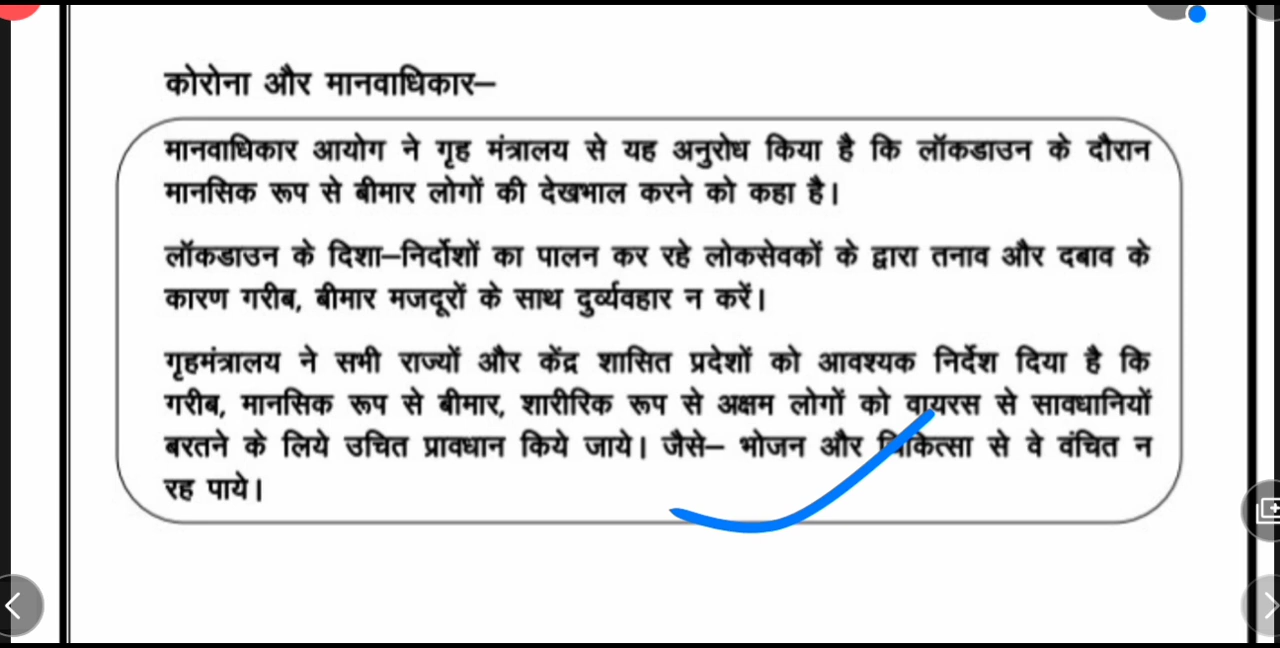 कोरोना और मानवाधिकार–
मानवाधिकार आयोग ने गृह मंत्रालय से यह अनुरोध किया है कि लॉकडाउन के दौरान
मानसिक रूप से बीमार लोगों की देखभाल करने को कहा है।
लॉकडाउन के दिशा–निर्दोशों का पालन कर रहे लोकसेवकों के द्वारा तनाव और दबाव के
कारण गरीब, बीमार मजदूरों के साथ दुर्व्यवहार न करें।
गृहमंत्रालय ने सभी राज्यों और केंद्र शासित प्रदेशों को आवश्यक निर्देश दिया है कि
गरीब, मानसिक रूप से बीमार, शारीरिक रूप से अक्षम लोगों को वायरस से सावधानियों
बरतने के लिये उचित प्रावधान किये जाये। जैसे– भोजन और चिकित्सा से वे वंचित न
रह पाये।